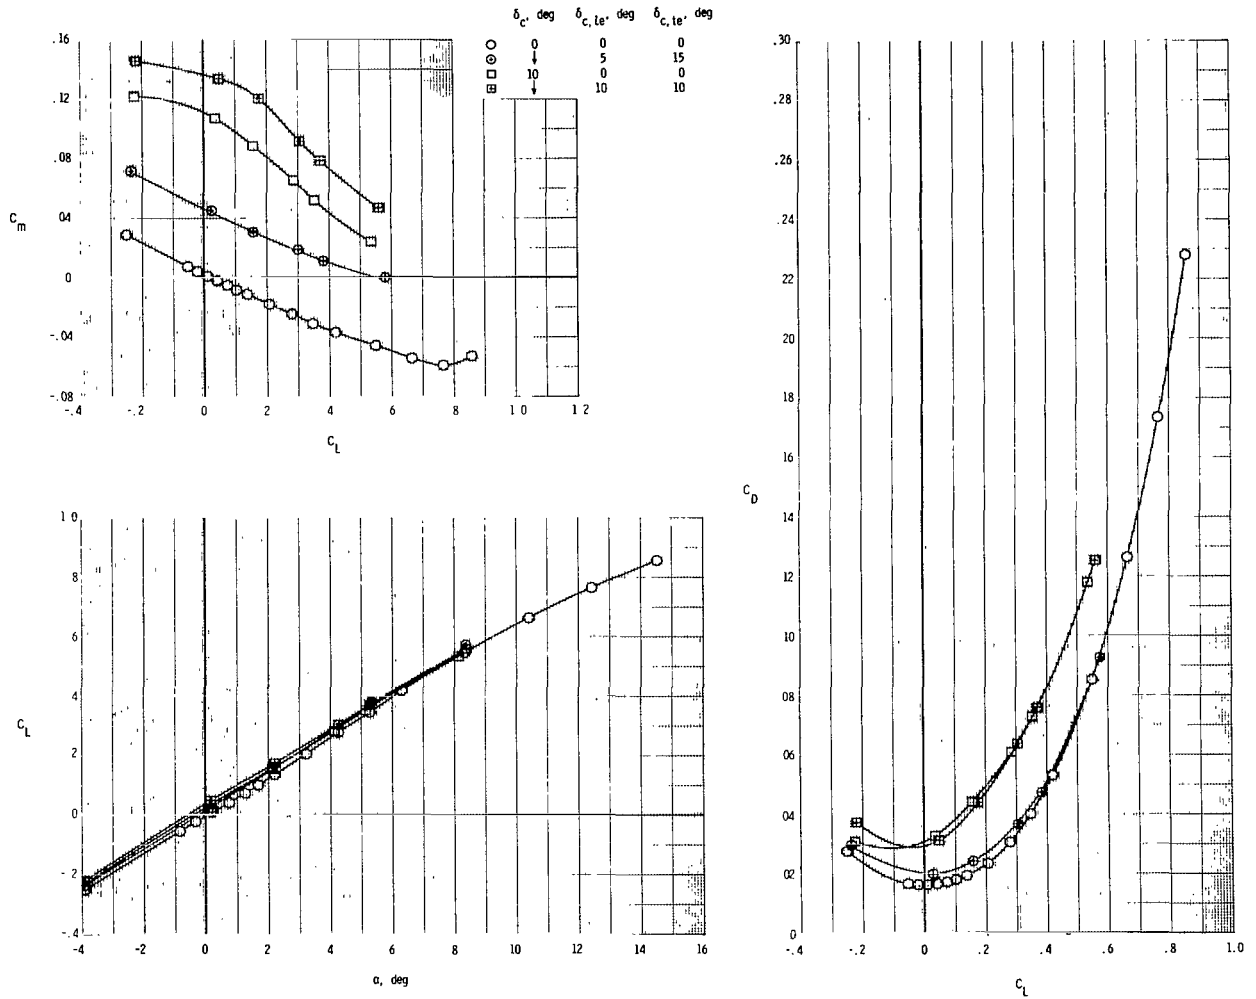 δc, deg δc,le, deg δc,te, deg
0 0 0
↓ 5 15
10 0 0
↓ 10 10
.16
.12
.08
04
0
-.04
-.08
Cm
-.4 -.2 0 2 4 6 8 1 0 1 2
CL
1 0
8
6
4
2
0
-.2
-.4
CL
-4 -2 0 2 4 6 8 10 12 14 16
α, deg
.30
.28
.26
.24
.22
20
18
16
14
12
10
08
06
04
02
0
CD
-.4 -.2 0 .2 .4 .6 .8 1.0
CL